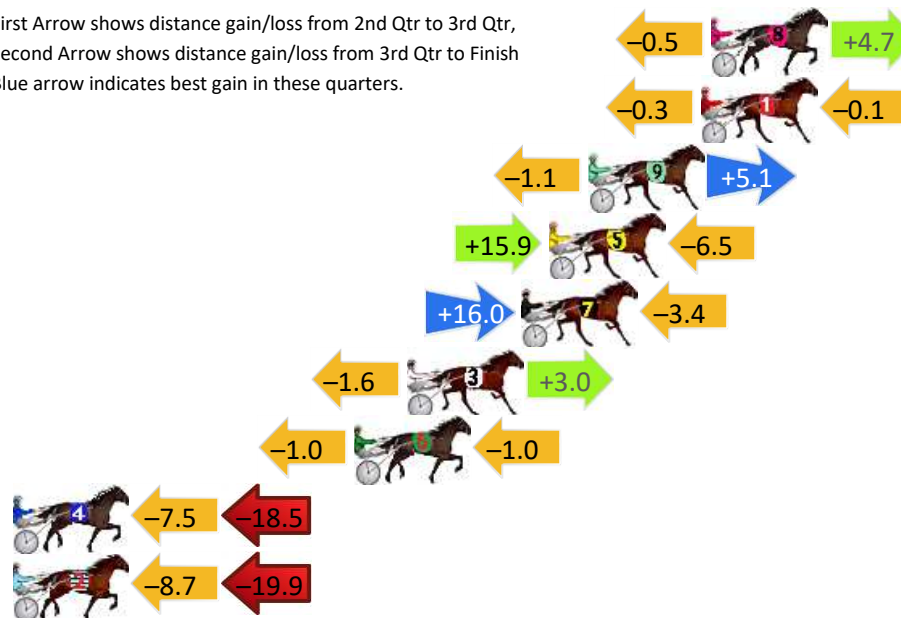 irst Arrow shows distance gain/loss from 2nd Qtr to 3rd Qtr,
econd Arrow shows distance gain/loss from 3rd Qtr to Finish
lue arrow indicates best gain in these quarters.
–0.5 8 +4.7
–0.3 1 –0.1
–1.1 9 +5.1
+15.9 5 –6.5
+16.0 7 –3.4
–1.6 3 +3.0
–1.0 –1.0
4 –7.5 –18.5
–8.7 –19.9